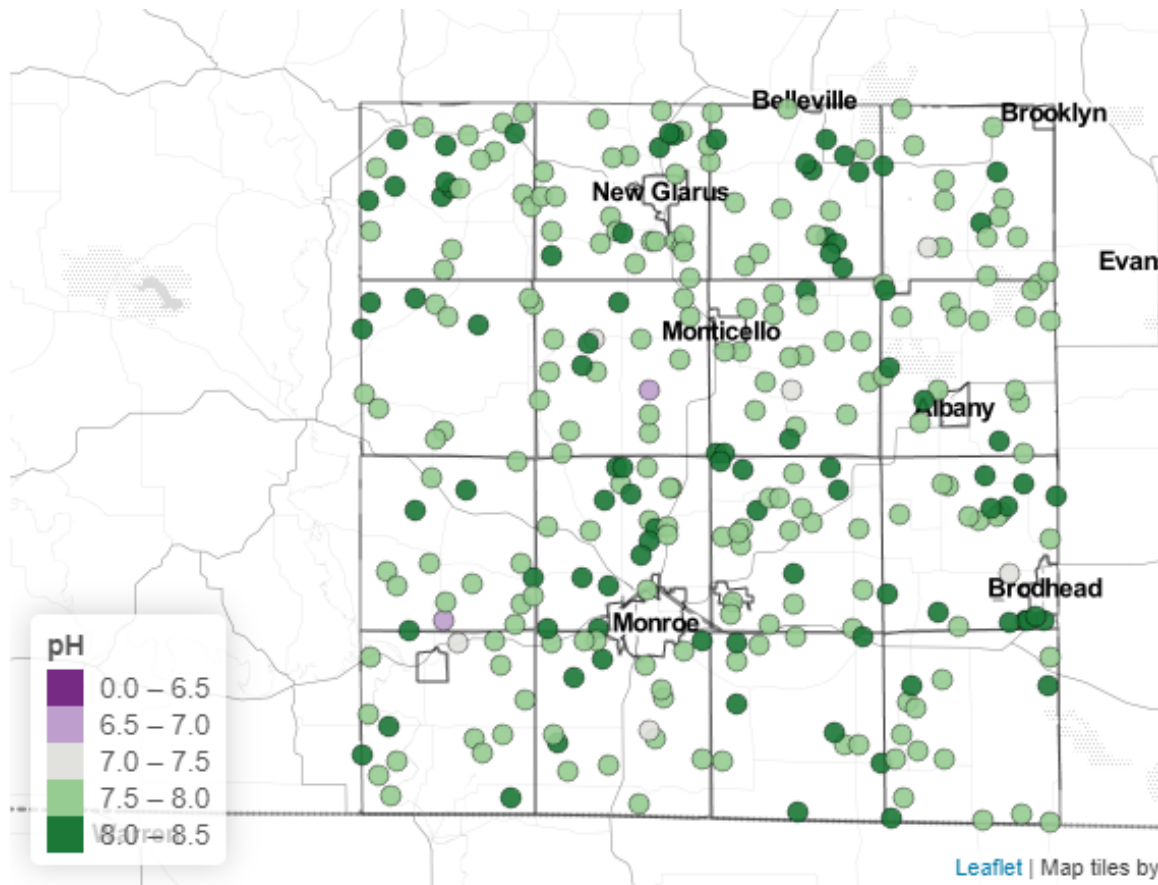 Belleville
Brooklyn
New Glarus
Evan
Monticello
Albany
Brodhead
Monroe
pH
0.0 – 6.5
6.5 – 7.0
7.0 – 7.5
7.5 – 8.0
8.0 – 8.5
Warren
Leaflet | Map tiles by